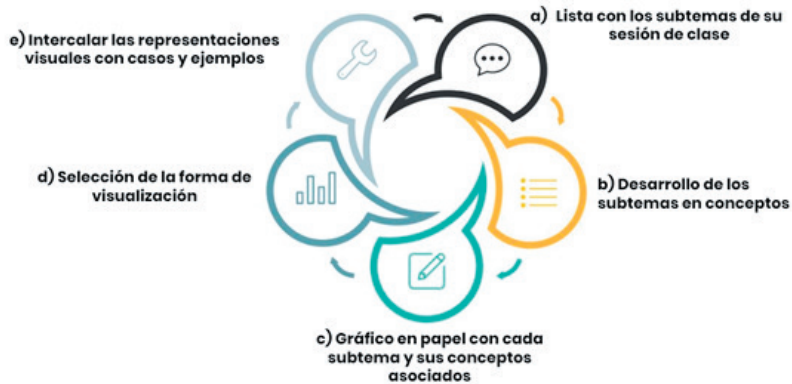 a) Lista con los subtemas de su
sesión de clase
b) Desarrollo de los
subtemas en conceptos
c) Gráfico en papel con cada
subtema y sus conceptos
asociados
d) Selección de la forma de
visualización
e) Intercalar las representaciones
visuales con casos y ejemplos